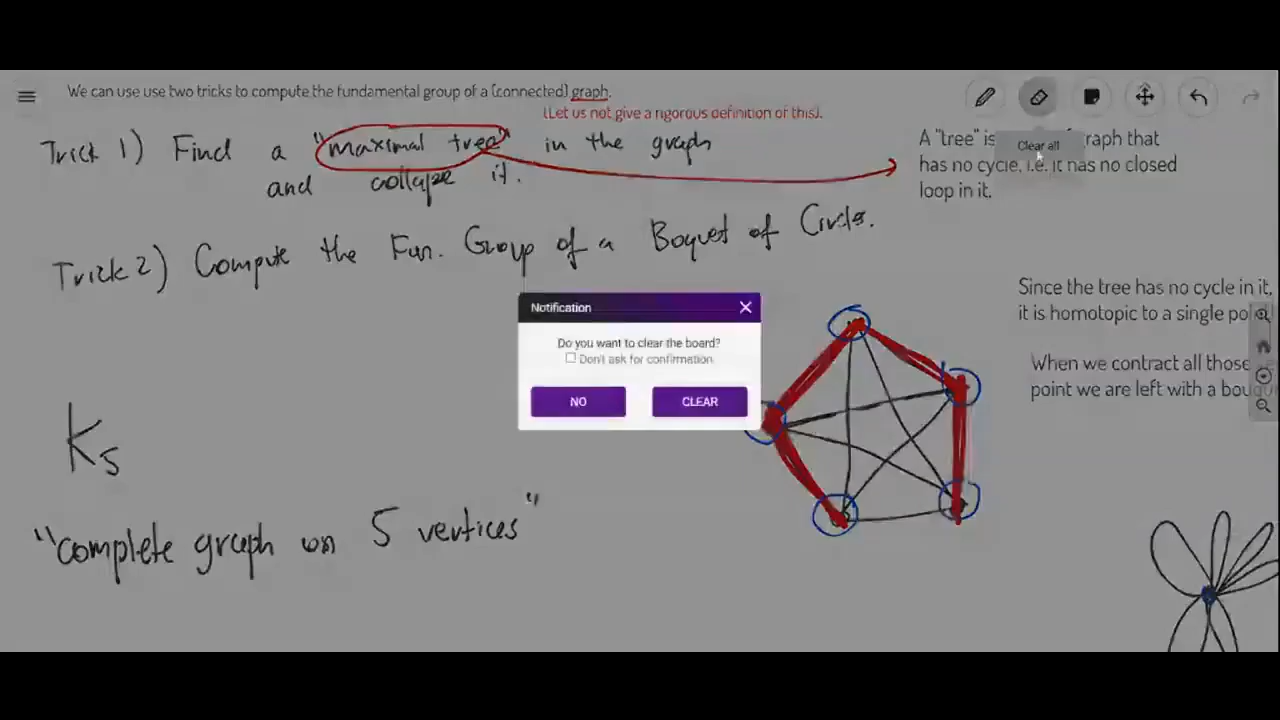 We can use use two tricks to compute the fundamental group of a (connected) graph.
(Let us not give a rigorous definition of this).
Trick 1) Find a "maximal tree" in the graph
and collapse it.
A "tree" is raph that
has no cycle, i.e. it has no closed
loop in it.
Clear all
Trick 2) Compute the Fun. Group of a Boquet of Circles.
Since the tree has no cycle in it,
it is homotopic to a single
When we contract all those
point we are left with a
Notification
Do you want to clear the board?
Don't ask for confirmation
NO
CLEAR
K5
"complete graph on 5 vertices"